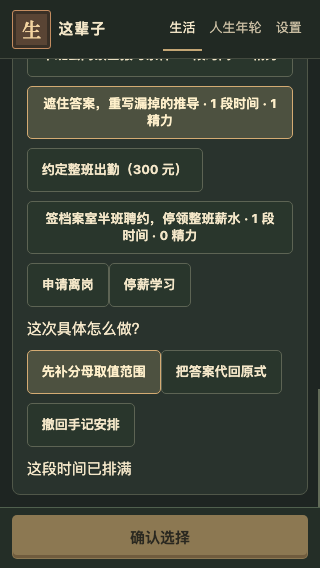 生 这辈子 生活 人生年轮 设置
遮住答案，重写漏掉的推导 · 1 段时间 · 1
精力
约定整班出勤（300 元）
签档案室半班聘约，停领整班薪水 · 1 段
时间 · 0 精力
申请离岗 停薪学习
这次具体怎么做？
先补分母取值范围 把答案代回原式
撤回手记安排
这段时间已排满
确认选择